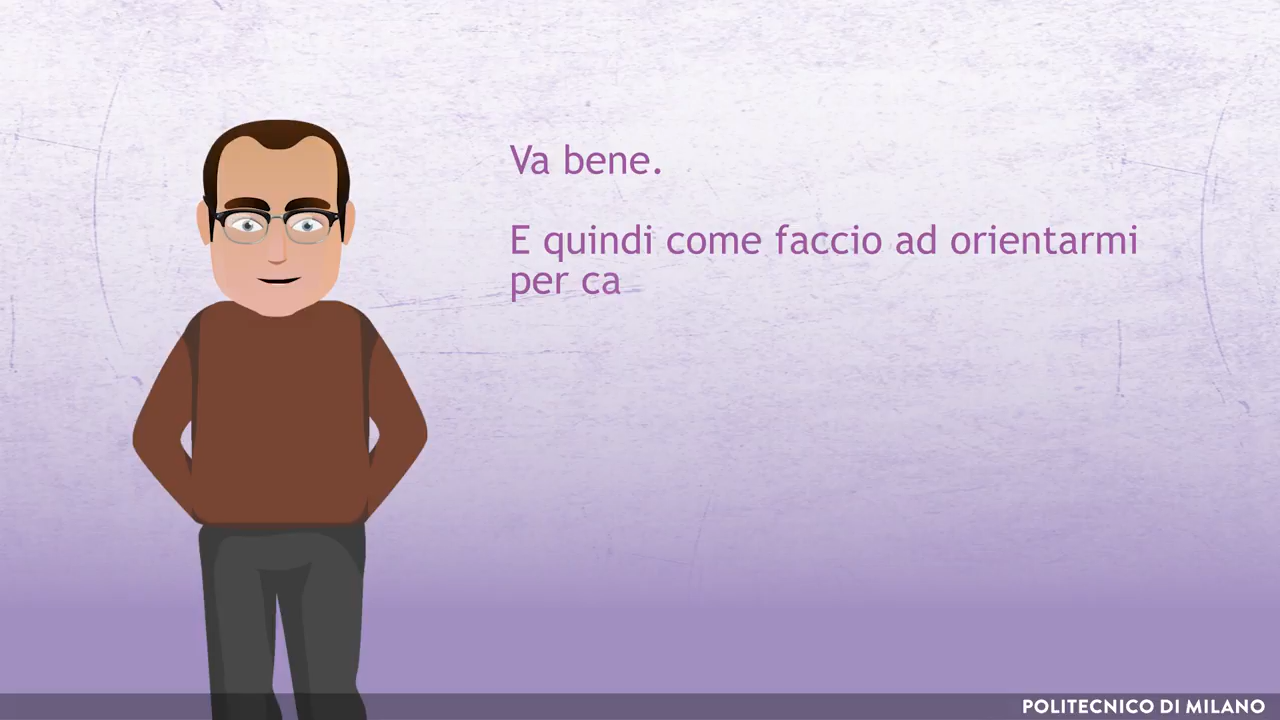 Va bene.
E quindi come faccio ad orientarmi
per ca
POLITECNICO DI MILANO